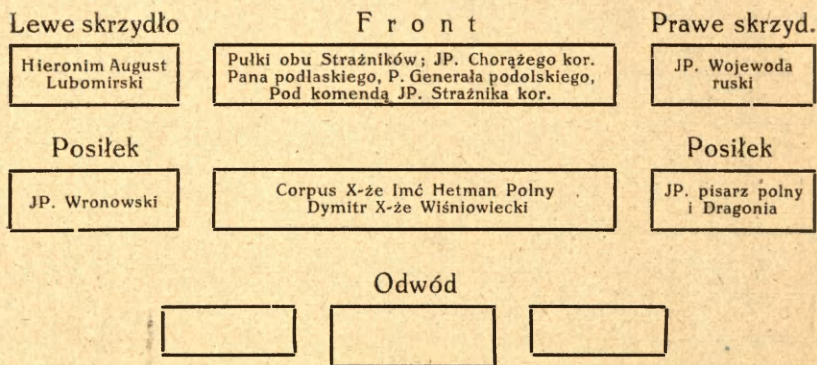 Lewe skrzydło
Front
Prawe skrzyd.
Hieronim August
Lubomirski
Pułki obu Strażników; JP. Chorążego kor.
Pana podlaskiego, P. Generała podolskiego,
Pod komendą JP. Strażnika kor.
JP. Wojewoda
ruski
Posiłek
Posiłek
JP. Wronowski
Corpus X-że Imć Hetman Polny
Dymitr X-że Wiśniowiecki
JP. pisarz polny
i Dragonia
Odwód